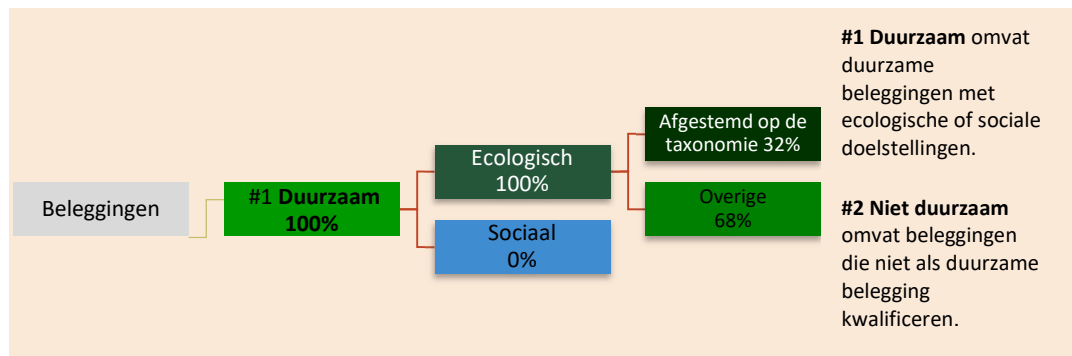 Beleggingen
#1 Duurzaam
100%
Ecologisch
100%
Sociaal
0%
Afgestemd op de
taxonomie 32%
Overige
68%
#1 Duurzaam omvat
duurzame
beleggingen met
ecologische of sociale
doelstellingen.
#2 Niet duurzaam
omvat beleggingen
die niet als duurzame
belegging
kwalificeren.